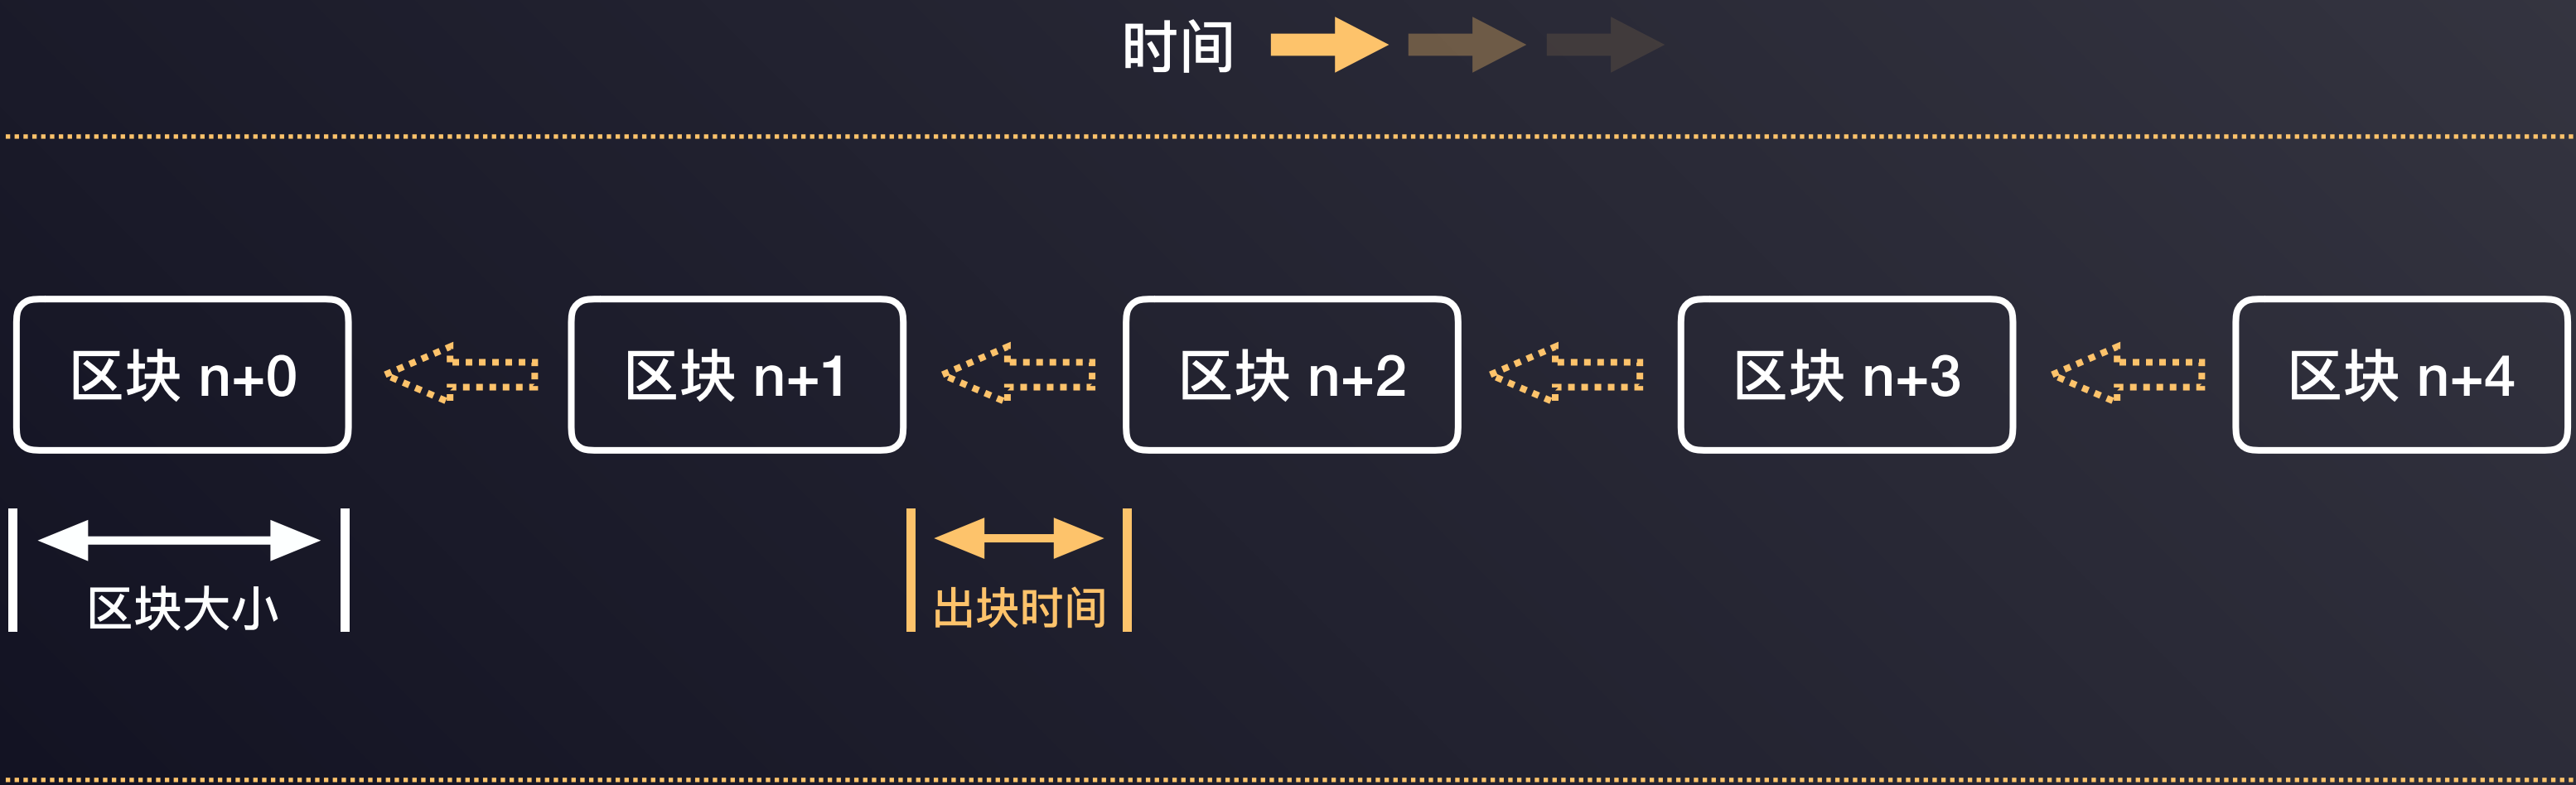 时间
区块 n+0
区块 n+1
区块 n+2
区块 n+3
区块 n+4
区块大小
出块时间